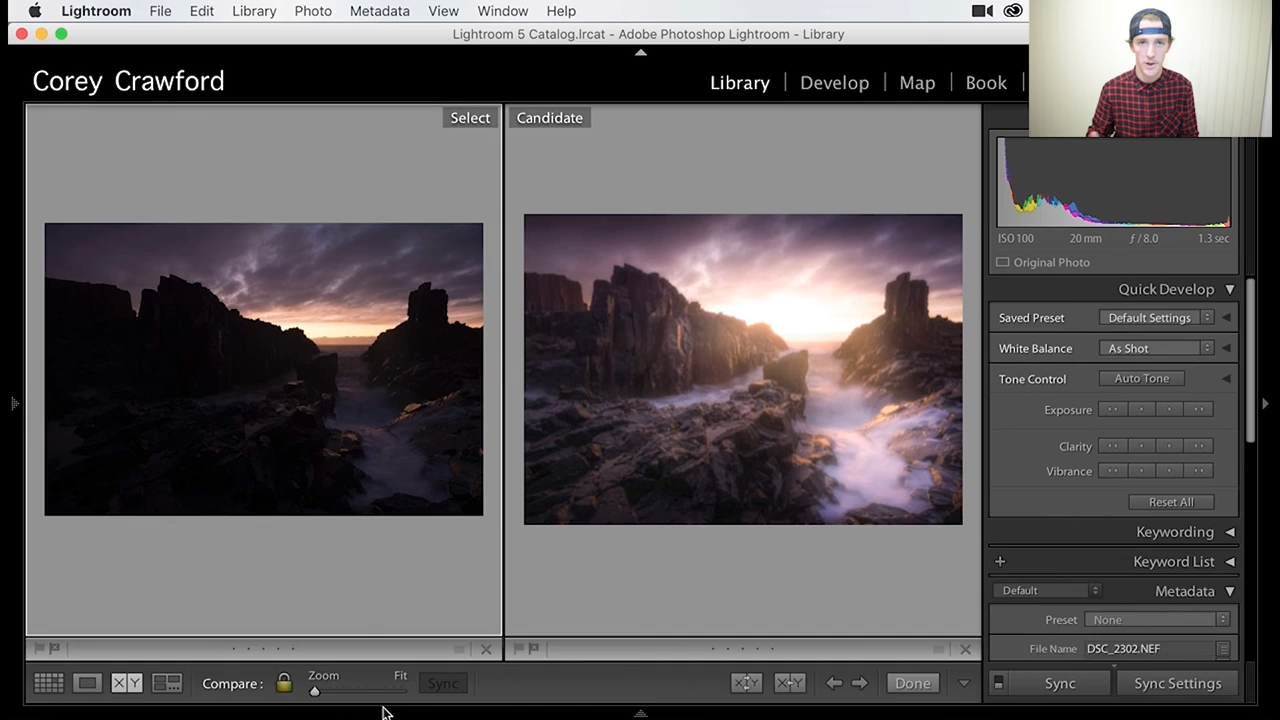 Lightroom File Edit Library Photo Metadata View Window Help
Lightroom 5 Catalog.lrcat - Adobe Photoshop Lightroom - Library
Corey Crawford
Library | Develop | Map | Book |
Select
Candidate
ISO 100 20 mm ƒ / 8.0 1.3 sec
Original Photo
Quick Develop
Saved Preset Default Settings
White Balance As Shot
Tone Control Auto Tone
Exposure
Clarity
Vibrance
Reset All
Keywording
+ Keyword List
Default Metadata
Preset None
File Name DSC_2302.NEF
X Y Compare : Zoom Fit Sync
X Y X Y Done
Sync Sync Settings